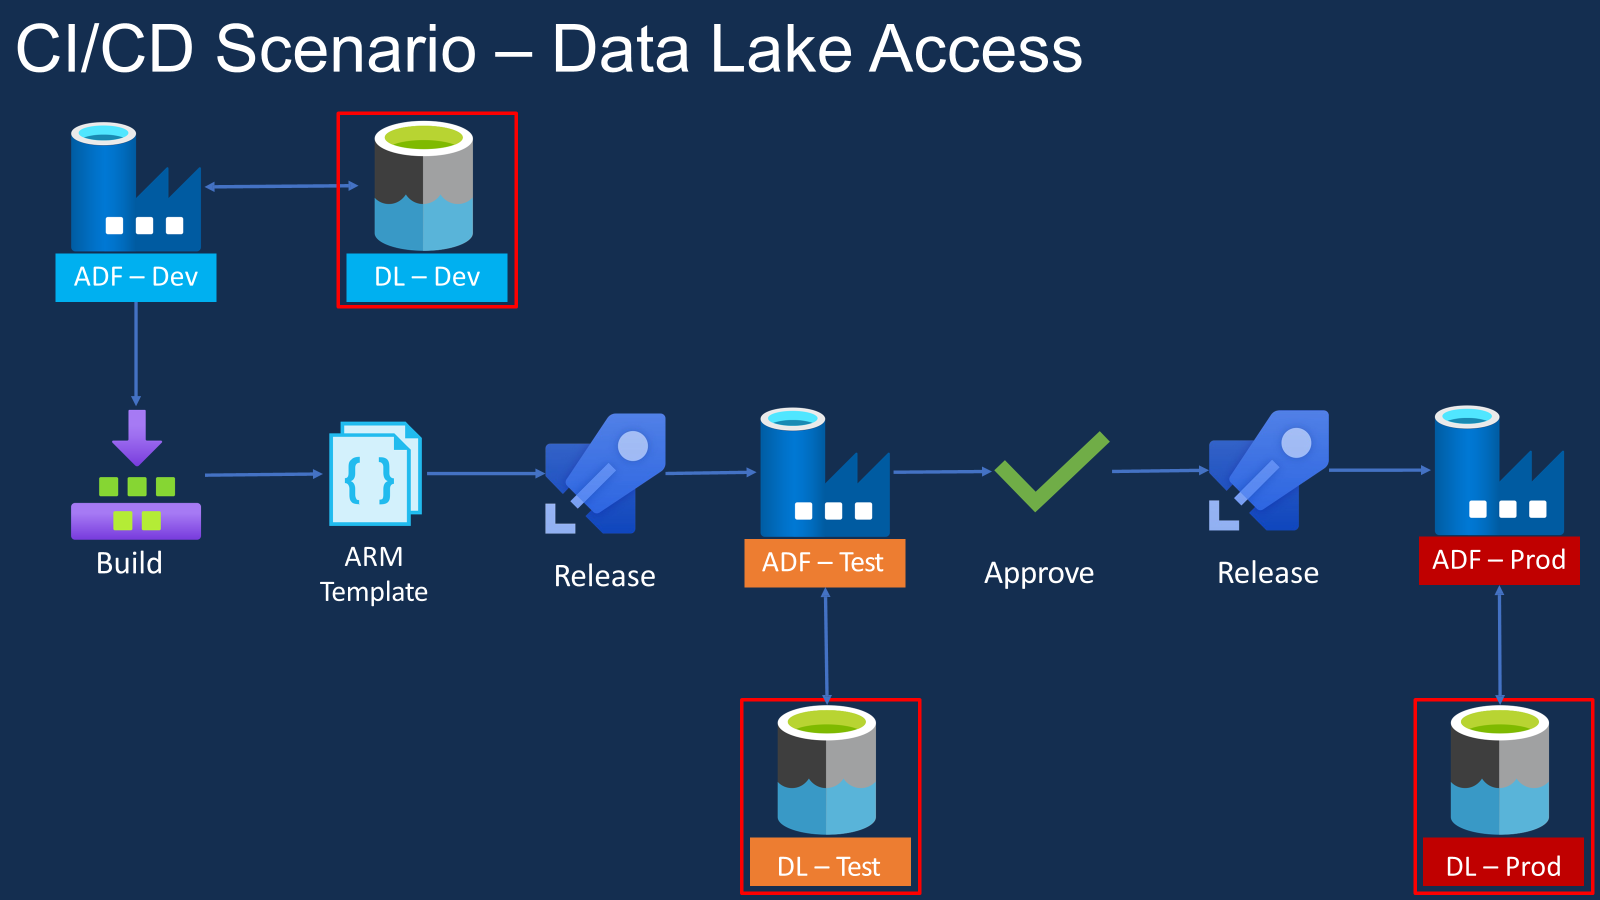 CI/CD Scenario – Data Lake Access
ADF – Dev
DL – Dev
Build
ARM
Template
{ }
Release
ADF – Test
Approve
Release
ADF – Prod
DL – Test
DL – Prod